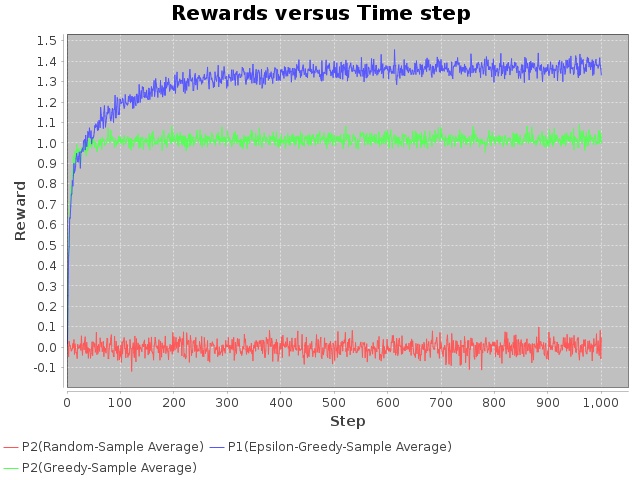 Rewards versus Time step
1.5
1.4
1.3
1.2
1.1
1.0
0.9
0.8
0.7
0.6
0.5
0.4
0.3
0.2
0.1
0.0
-0.1
Reward
0 100 200 300 400 500 600 700 800 900 1,000
Step
P2(Random-Sample Average) P1(Epsilon-Greedy-Sample Average)
P2(Greedy-Sample Average)